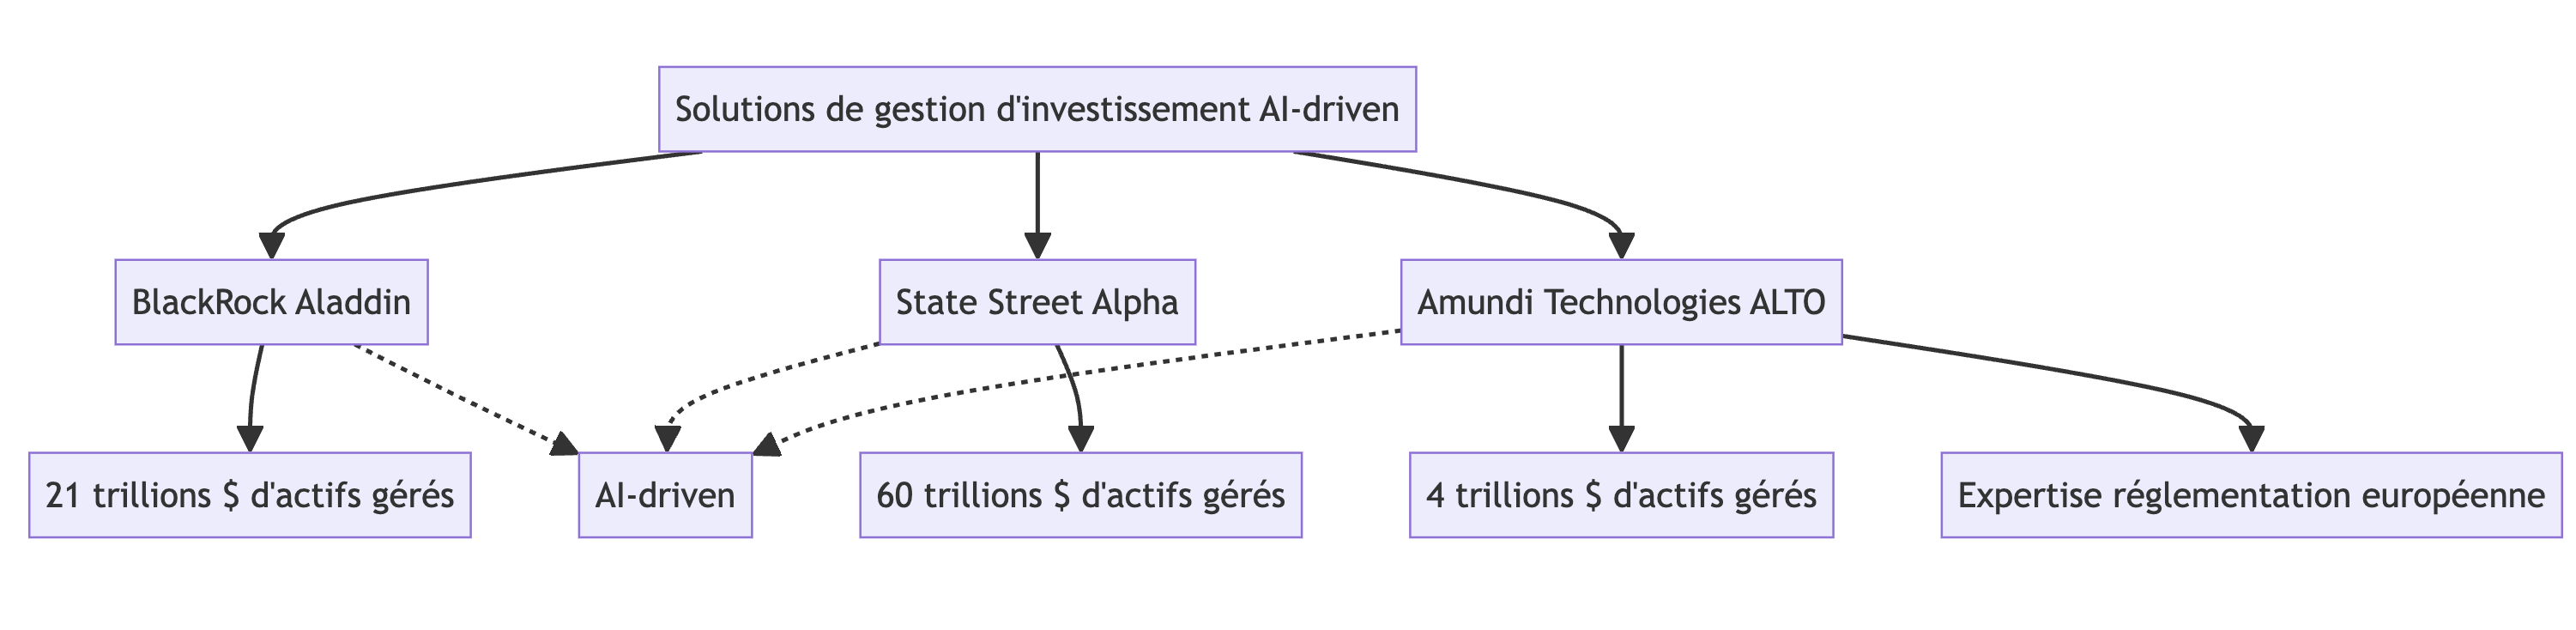 Solutions de gestion d'investissement AI-driven
BlackRock Aladdin
State Street Alpha
Amundi Technologies ALTO
21 trillions $ d'actifs gérés
AI-driven
60 trillions $ d'actifs gérés
4 trillions $ d'actifs gérés
Expertise réglementation européenne